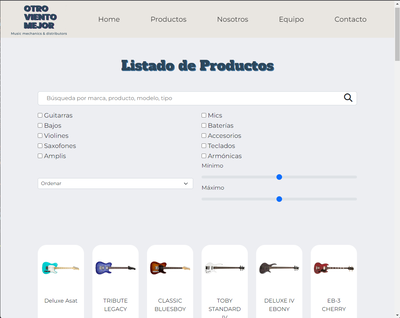 OTRO
VIENTO
MEJOR
Music mechanics & distributors
Home Productos Nosotros Equipo Contacto
Listado de Productos
Búsqueda por marca, producto, modelo, tipo
Guitarras
Bajos
Violines
Saxofones
Amplis
Mics
Baterías
Accesorios
Teclados
Armónicas
Mínimo
Ordenar
Máximo
Deluxe Asat
TRIBUTE
LEGACY
CLASSIC
BLUESBOY
TOBY
STANDARD
IV
DELUXE IV
EBONY
EB-3
CHERRY